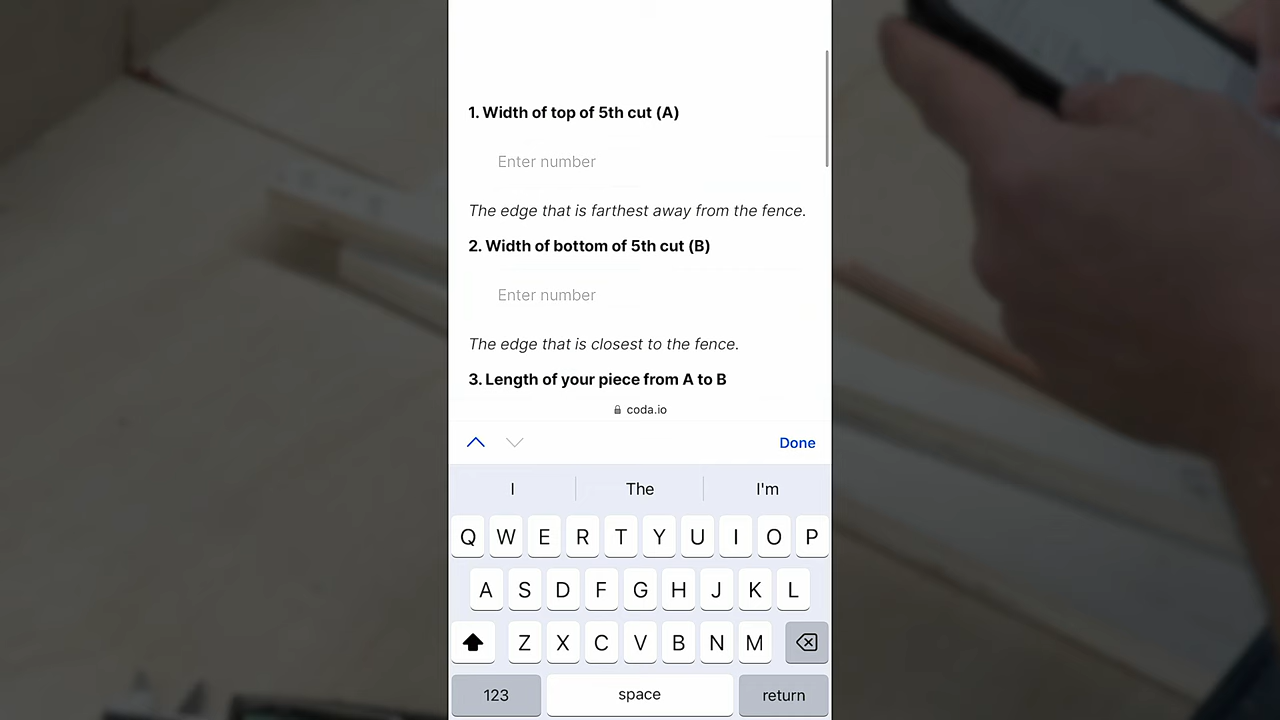 1. Width of top of 5th cut (A)
Enter number
The edge that is farthest away from the fence.
2. Width of bottom of 5th cut (B)
Enter number
The edge that is closest to the fence.
3. Length of your piece from A to B
coda.io
Done
I The I'm
Q W E R T Y U I O P
A S D F G H J K L
Z X C V B N M
123 space return